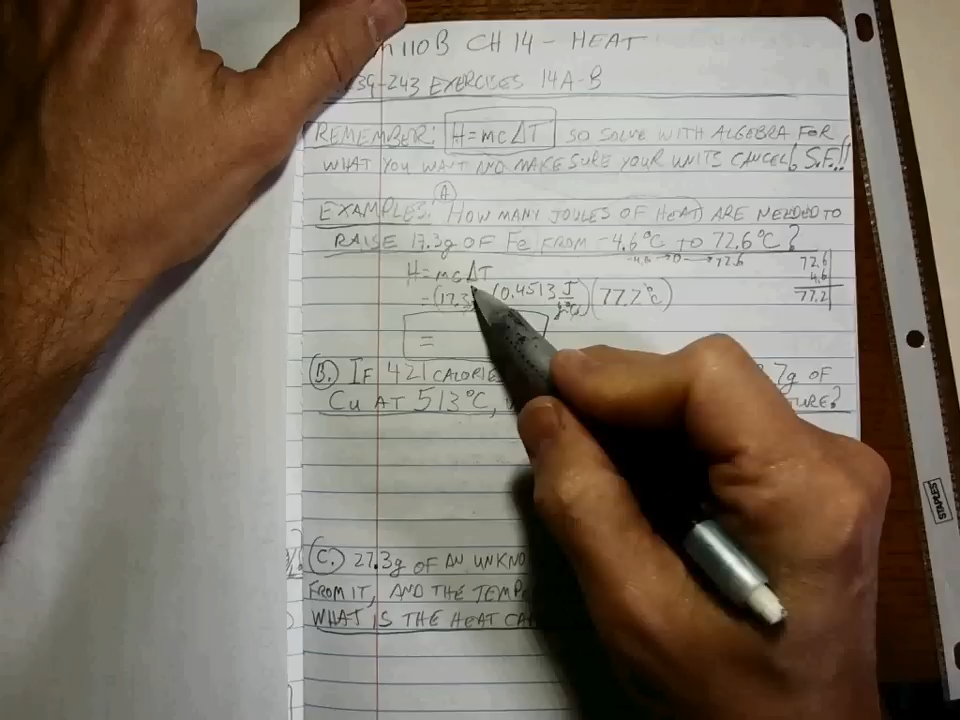 110B CH 14 - HEAT
-243 EXERCISES 14A-B
REMEMBER: H=mcΔT SO SOLVE WITH ALGEBRA FOR
WHAT YOU WANT AND MAKE SURE YOUR UNITS CANCEL! S.F.!!
EXAMPLES: (A) HOW MANY JOULES OF HEAT ARE NEEDED TO
RAISE 17.3g OF Fe FROM -4.6°C TO 72.6°C?
-4.6→0→72.6
72.6
4.6
77.2
H=mcΔT
=(17.3 (0.4513 J/g·°C)(77.2°C)
=
(B.) IF 421 CALORIES 7g OF
Cu AT 513°C,
(C.) 27.3g OF AN
FROM IT, AND THE
WHAT IS THE HEAT
STAPLES